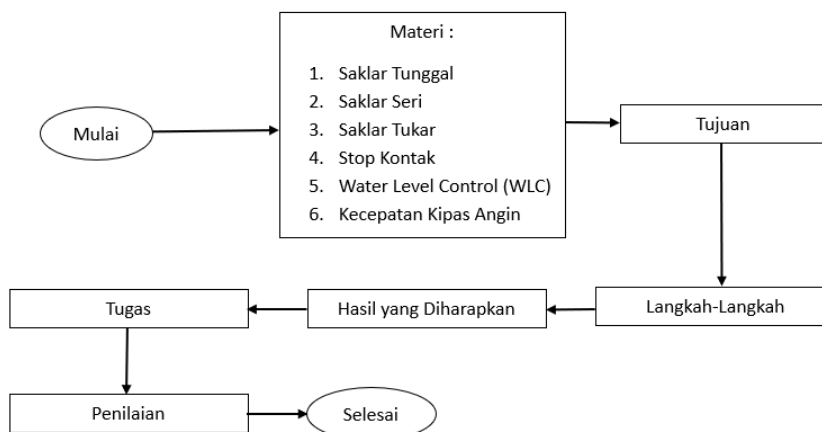 Mulai
Materi :
1. Saklar Tunggal
2. Saklar Seri
3. Saklar Tukar
4. Stop Kontak
5. Water Level Control (WLC)
6. Kecepatan Kipas Angin
Tujuan
Langkah-Langkah
Hasil yang Diharapkan
Tugas
Penilaian
Selesai